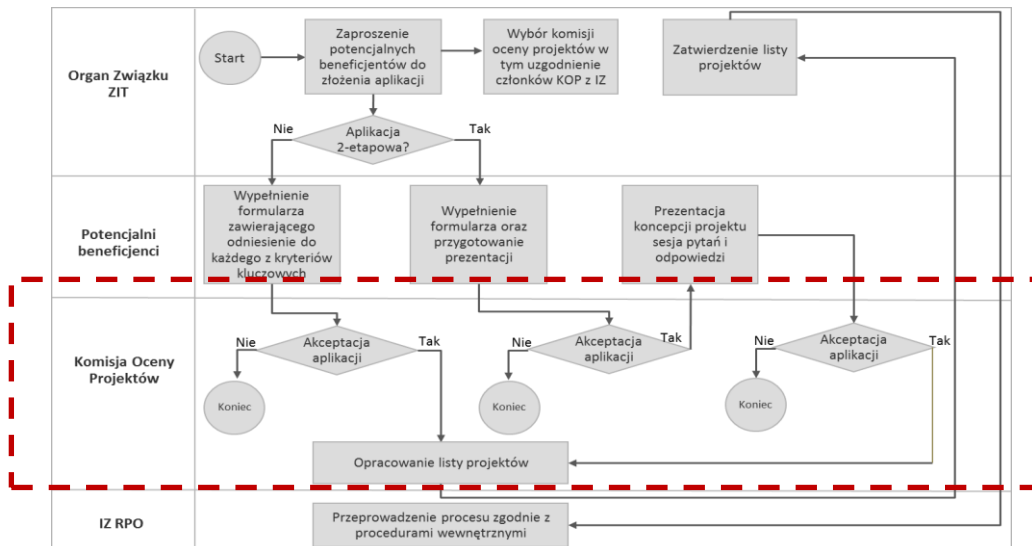 Organ Związku
ZIT
Start
Zaproszenie
potencjalnych
beneficjentów do
złożenia aplikacji
Wybór komisji
oceny projektów w
tym uzgodnienie
członków KOP z IZ
Zatwierdzenie listy
projektów
Nie
Aplikacja
2-etapowa?
Tak
Potencjalni
beneficjenci
Wypełnienie
formularza
zawierającego
odniesienie do
każdego z kryteriów
kluczowych
Wypełnienie
formularza oraz
przygotowanie
prezentacji
Prezentacja
koncepcji projektu
sesja pytań i
odpowiedzi
Komisja Oceny
Projektów
Nie
Akceptacja
aplikacji
Tak
Koniec
Nie
Akceptacja
aplikacji
Tak
Koniec
Nie
Akceptacja
aplikacji
Tak
Koniec
Opracowanie listy projektów
IZ RPO
Przeprowadzenie procesu zgodnie z
procedurami wewnętrznymi